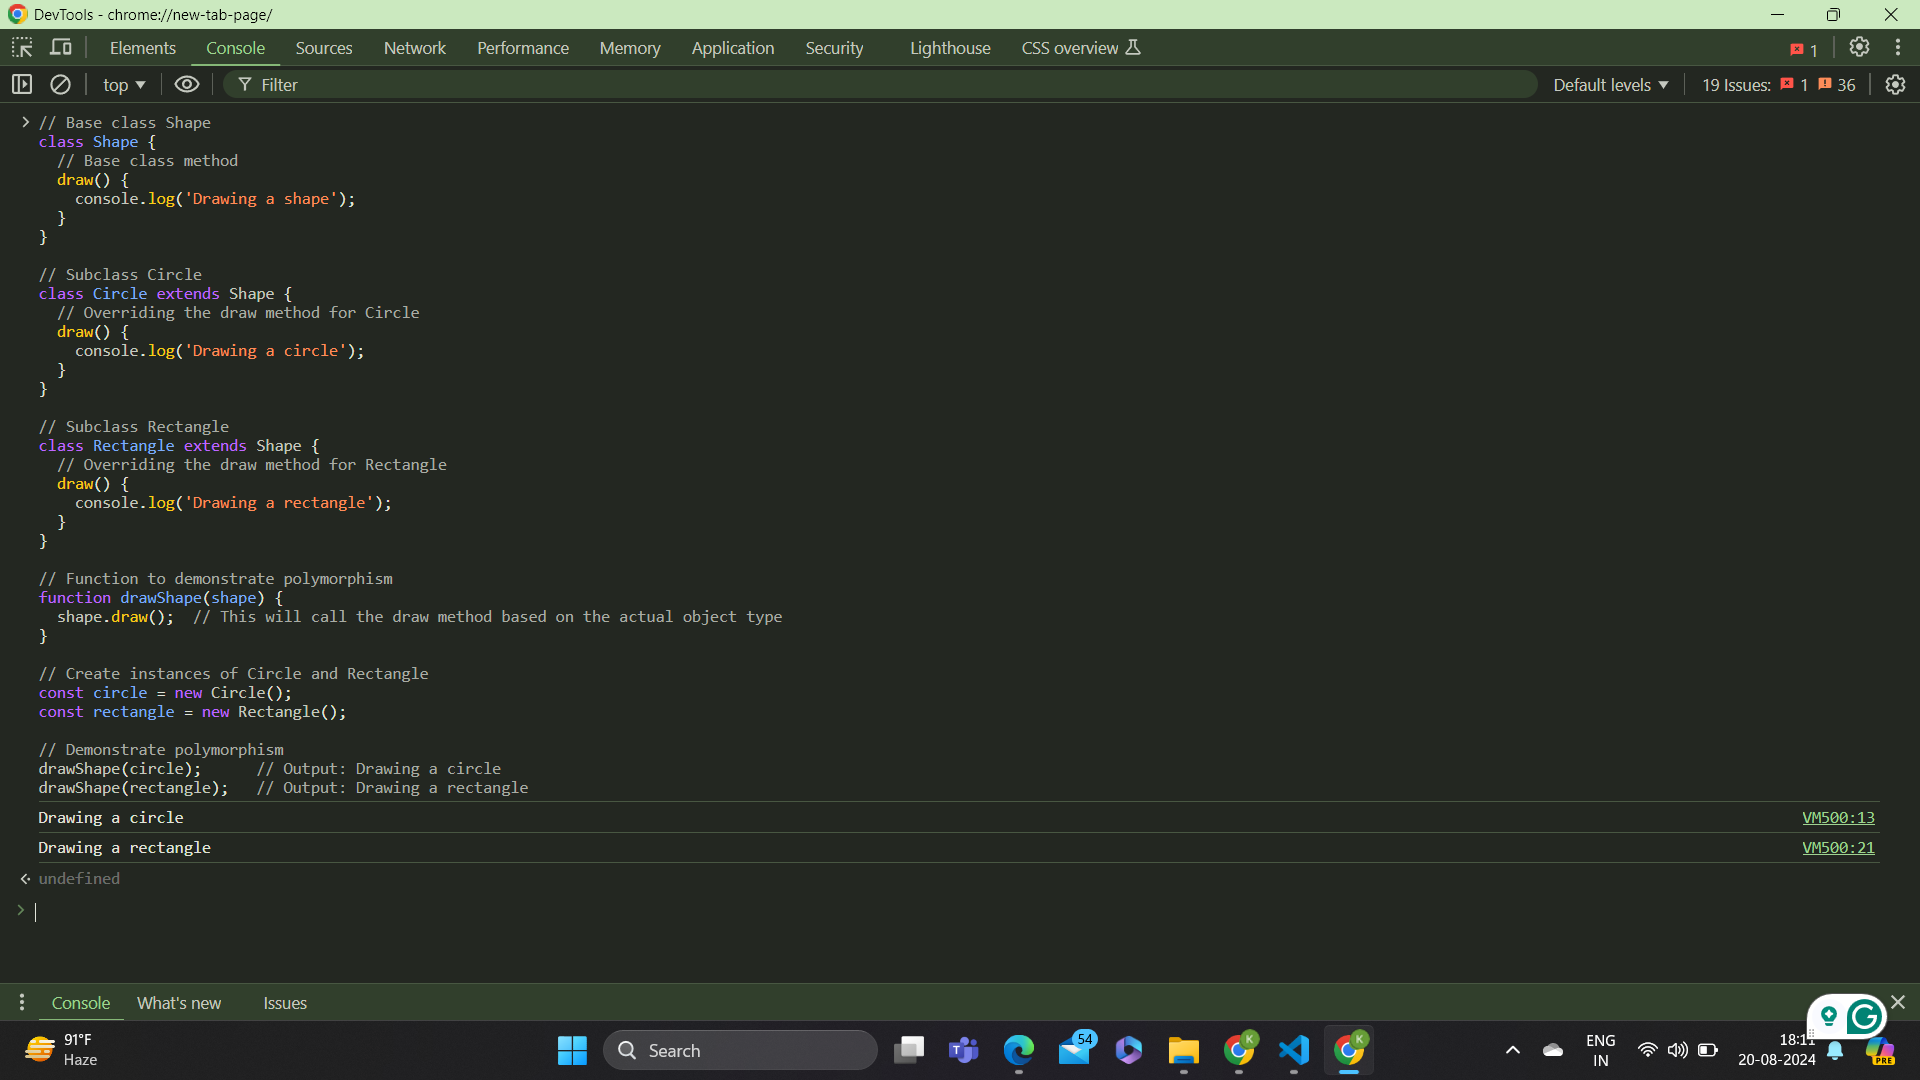 DevTools - chrome://new-tab-page/
Elements Console Sources Network Performance Memory Application Security Lighthouse CSS overview 1
top Filter Default levels 19 Issues: 1 36
> // Base class Shape
class Shape {
  // Base class method
  draw() {
    console.log('Drawing a shape');
  }
}

// Subclass Circle
class Circle extends Shape {
  // Overriding the draw method for Circle
  draw() {
    console.log('Drawing a circle');
  }
}

// Subclass Rectangle
class Rectangle extends Shape {
  // Overriding the draw method for Rectangle
  draw() {
    console.log('Drawing a rectangle');
  }
}

// Function to demonstrate polymorphism
function drawShape(shape) {
  shape.draw();  // This will call the draw method based on the actual object type
}

// Create instances of Circle and Rectangle
const circle = new Circle();
const rectangle = new Rectangle();

// Demonstrate polymorphism
drawShape(circle);      // Output: Drawing a circle
drawShape(rectangle);   // Output: Drawing a rectangle
Drawing a circle VM500:13
Drawing a rectangle VM500:21
undefined
>
Console What's new Issues
91°F
Haze
Search
54
K
K
PRE
ENG
IN
18:11
20-08-2024